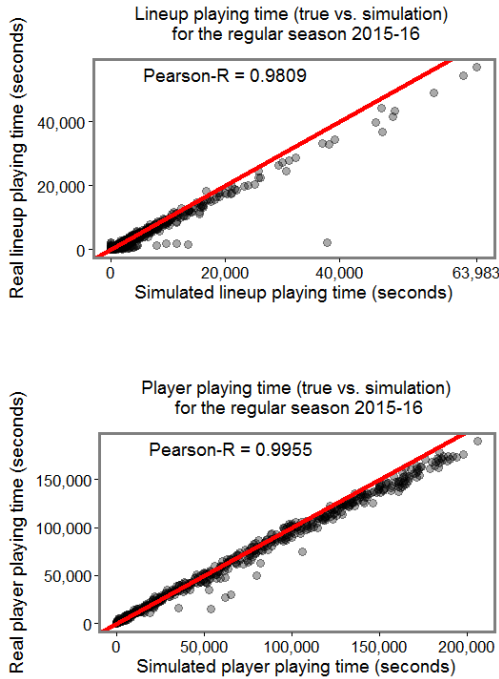 Lineup playing time (true vs. simulation)
for the regular season 2015-16
Pearson-R = 0.9809
Real lineup playing time (seconds)
40,000
20,000
0
0 20,000 40,000 63,983
Simulated lineup playing time (seconds)
Player playing time (true vs. simulation)
for the regular season 2015-16
Pearson-R = 0.9955
Real player playing time (seconds)
150,000
100,000
50,000
0
0 50,000 100,000 150,000 200,000
Simulated player playing time (seconds)